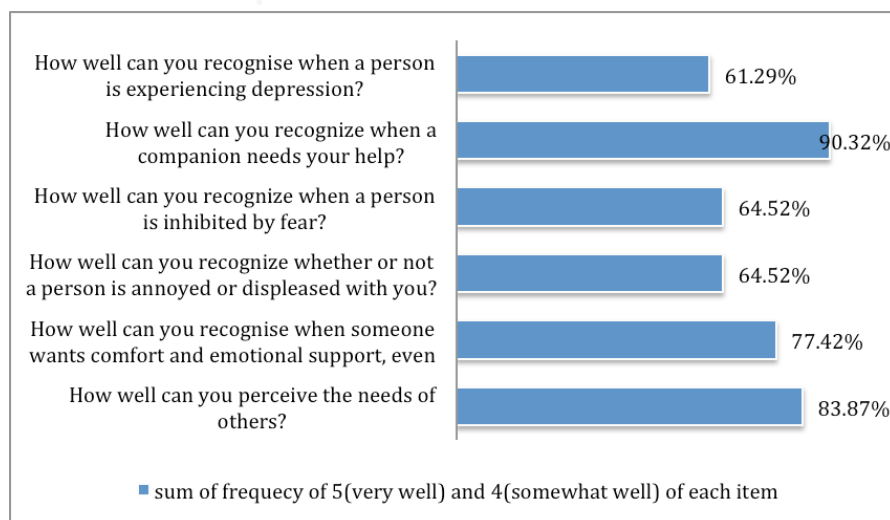 How well can you recognise when a person
is experiencing depression?
61.29%
How well can you recognize when a
companion needs your help?
90.32%
How well can you recognize when a person
is inhibited by fear?
64.52%
How well can you recognize whether or not
a person is annoyed or displeased with you?
64.52%
How well can you recognise when someone
wants comfort and emotional support, even
77.42%
How well can you perceive the needs of
others?
83.87%
sum of frequecy of 5(very well) and 4(somewhat well) of each item